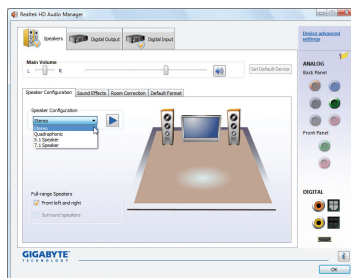 Realtek HD Audio Manager
Speakers
Digital Output
Digital Input
Device advanced
settings
Main Volume
L
R
Set Default Device
ANALOG
Back Panel
Speaker Configuration
Sound Effects
Room Correction
Default Format
Speaker Configuration
Stereo
Stereo
Quadraphonic
5.1 Speaker
7.1 Speaker
Front Panel
Full-range Speakers
Front left and right
Surround speakers
DIGITAL
GIGABYTE
TECHNOLOGY
OK